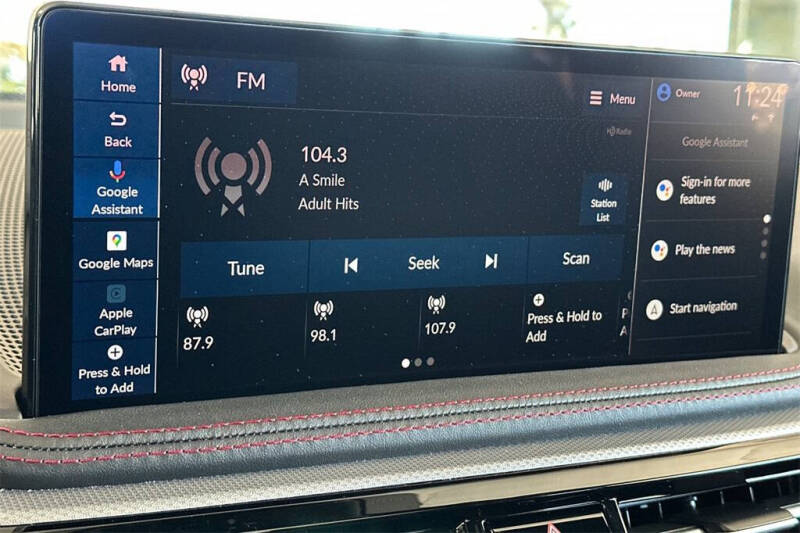 Home
Back
Google
Assistant
Google Maps
Apple
CarPlay
Press & Hold
to Add
FM
Menu
HD Radio
104.3
A Smile
Adult Hits
Station
List
Tune
Seek
Scan
87.9
98.1
107.9
Press & Hold to
Add
P
A
Owner
11:24
Google Assistant
Sign-in for more
features
Play the news
Start navigation